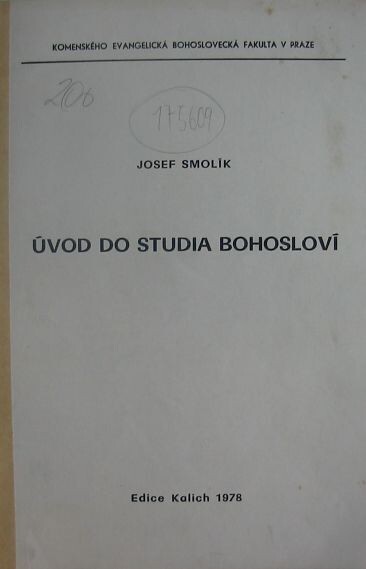 KOMENSKÉHO EVANGELICKÁ BOHOSLOVECKÁ FAKULTA V PRAZE
206
175609
JOSEF SMOLÍK
ÚVOD DO STUDIA BOHOSLOVÍ
Edice Kalich 1978